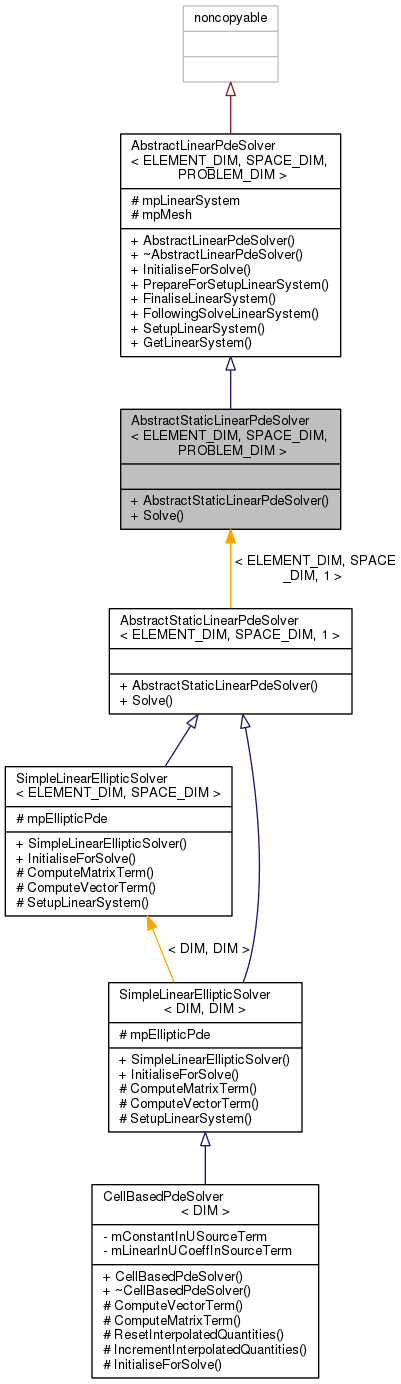 noncopyable
AbstractLinearPdeSolver
< ELEMENT_DIM, SPACE_DIM,
PROBLEM_DIM >
# mpLinearSystem
# mpMesh
+ AbstractLinearPdeSolver()
+ ~AbstractLinearPdeSolver()
+ InitialiseForSolve()
+ PrepareForSetupLinearSystem()
+ FinaliseLinearSystem()
+ FollowingSolveLinearSystem()
+ SetupLinearSystem()
+ GetLinearSystem()
AbstractStaticLinearPdeSolver
< ELEMENT_DIM, SPACE_DIM,
PROBLEM_DIM >
+ AbstractStaticLinearPdeSolver()
+ Solve()
< ELEMENT_DIM, SPACE
_DIM, 1 >
AbstractStaticLinearPdeSolver
< ELEMENT_DIM, SPACE_DIM, 1 >
+ AbstractStaticLinearPdeSolver()
+ Solve()
SimpleLinearEllipticSolver
< ELEMENT_DIM, SPACE_DIM >
# mpEllipticPde
+ SimpleLinearEllipticSolver()
+ InitialiseForSolve()
# ComputeMatrixTerm()
# ComputeVectorTerm()
# SetupLinearSystem()
< DIM, DIM >
SimpleLinearEllipticSolver
< DIM, DIM >
# mpEllipticPde
+ SimpleLinearEllipticSolver()
+ InitialiseForSolve()
# ComputeMatrixTerm()
# ComputeVectorTerm()
# SetupLinearSystem()
CellBasedPdeSolver
< DIM >
- mConstantInUSourceTerm
- mLinearInUCoeffInSourceTerm
+ CellBasedPdeSolver()
+ ~CellBasedPdeSolver()
# ComputeVectorTerm()
# ComputeMatrixTerm()
# ResetInterpolatedQuantities()
# IncrementInterpolatedQuantities()
# InitialiseForSolve()